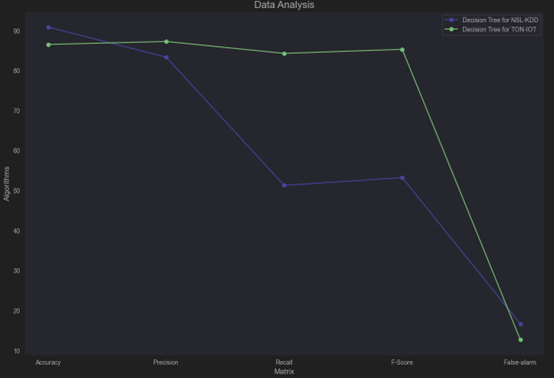 Data Analysis
Decision Tree for NSL-KDD
Decision Tree for TON-IOT
90
80
70
60
50
40
30
20
10
Algorithms
Accuracy
Precision
Recall
F-Score
False-alarm
Matrix